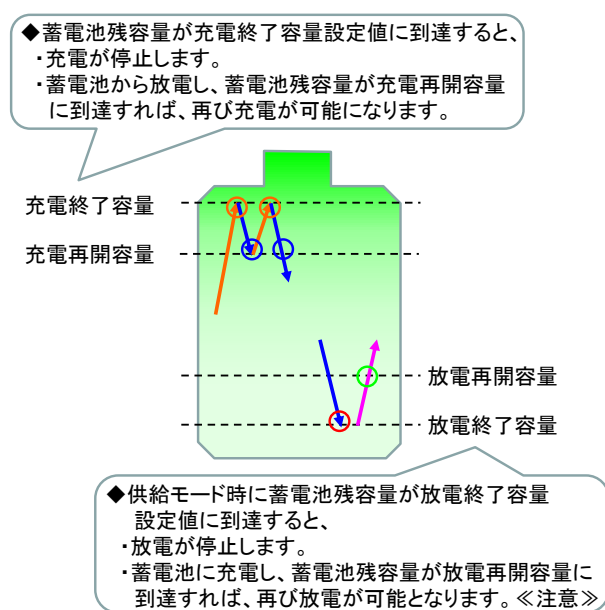 ◆蓄電池残容量が充電終了容量設定値に到達すると、
・充電が停止します。
・蓄電池から放電し、蓄電池残容量が充電再開容量
に到達すれば、再び充電が可能になります。
充電終了容量
充電再開容量
放電再開容量
放電終了容量
◆供給モード時に蓄電池残容量が放電終了容量
設定値に到達すると、
・放電が停止します。
・蓄電池に充電し、蓄電池残容量が放電再開容量に
到達すれば、再び放電が可能となります。≪注意≫